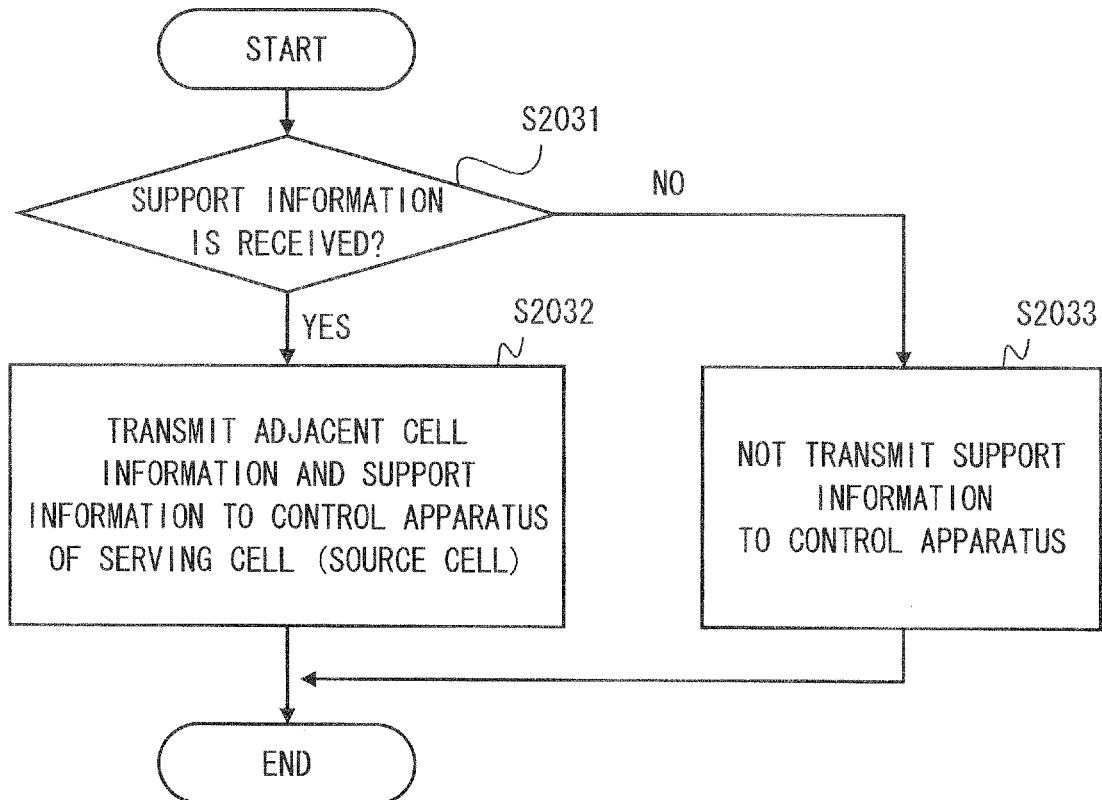 START
S2031
SUPPORT INFORMATION
IS RECEIVED?
NO
YES
S2032
TRANSMIT ADJACENT CELL
INFORMATION AND SUPPORT
INFORMATION TO CONTROL APPARATUS
OF SERVING CELL (SOURCE CELL)
S2033
NOT TRANSMIT SUPPORT
INFORMATION
TO CONTROL APPARATUS
END